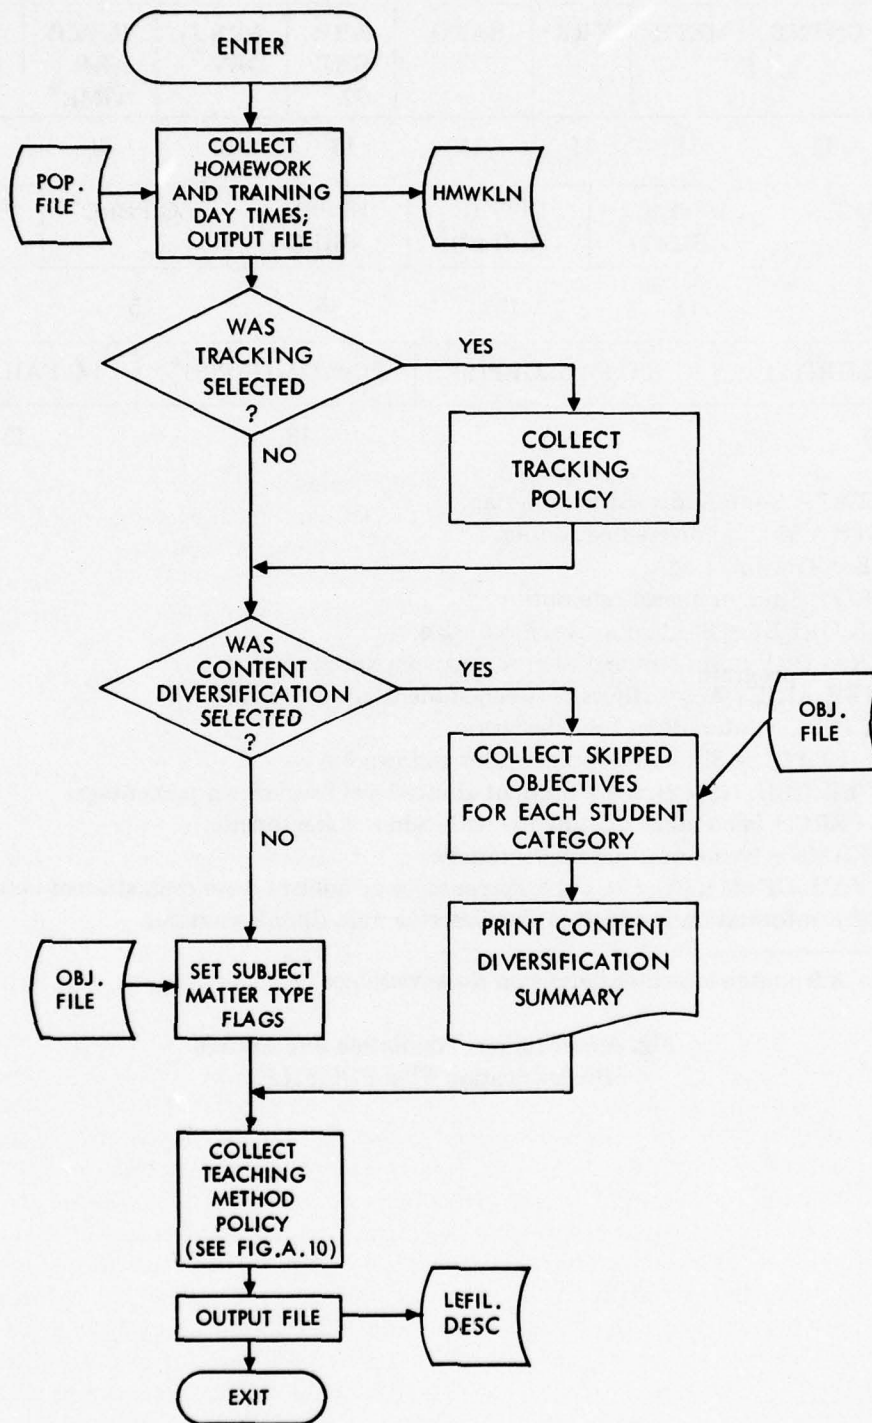 ENTER
COLLECT
HOMEWORK
AND TRAINING
DAY TIMES;
OUTPUT FILE
POP.
FILE
HMWKLN
WAS
TRACKING
SELECTED
?
YES
NO
COLLECT
TRACKING
POLICY
WAS
CONTENT
DIVERSIFICATION
SELECTED
?
YES
NO
OBJ.
FILE
COLLECT SKIPPED
OBJECTIVES
FOR EACH STUDENT
CATEGORY
PRINT CONTENT
DIVERSIFICATION
SUMMARY
OBJ.
FILE
SET SUBJECT
MATTER TYPE
FLAGS
COLLECT
TEACHING
METHOD
POLICY
(SEE FIG.A.10)
OUTPUT FILE
LEFIL.
DESC
EXIT